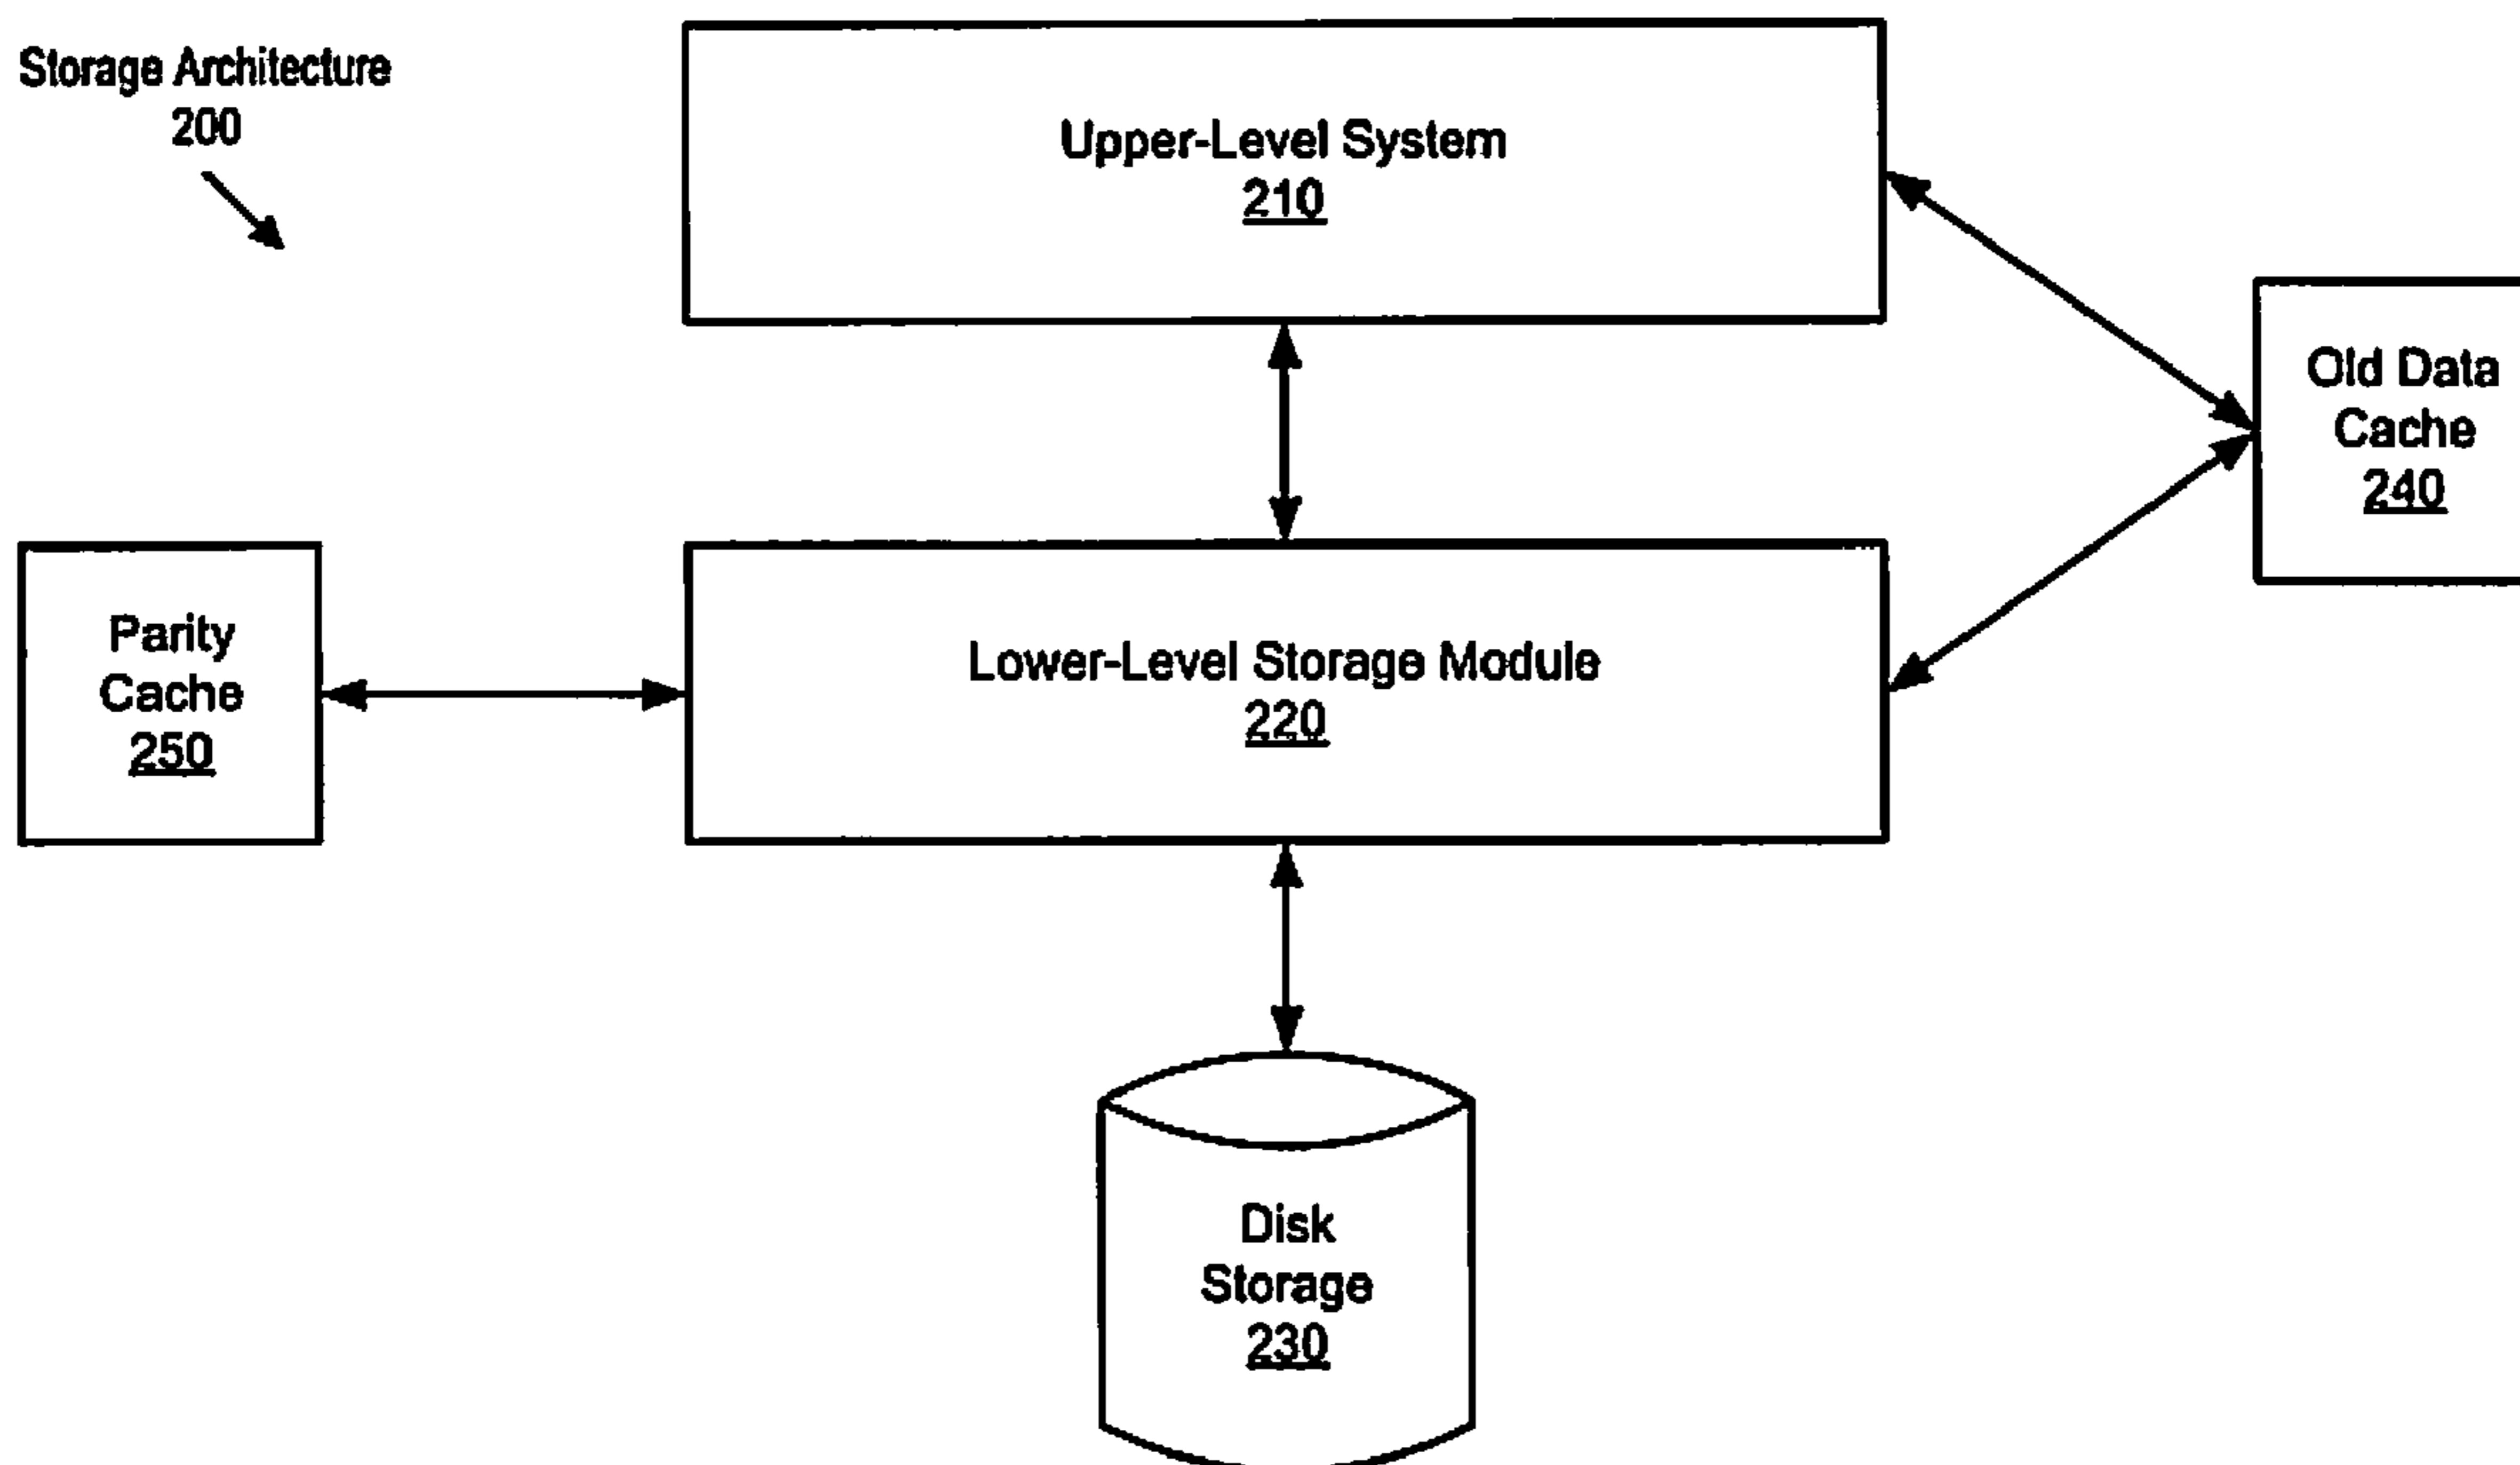 Storage Architecture
200
Upper-Level System
210
Old Data
Cache
240
Parity
Cache
250
Lower-Level Storage Module
220
Disk
Storage
230